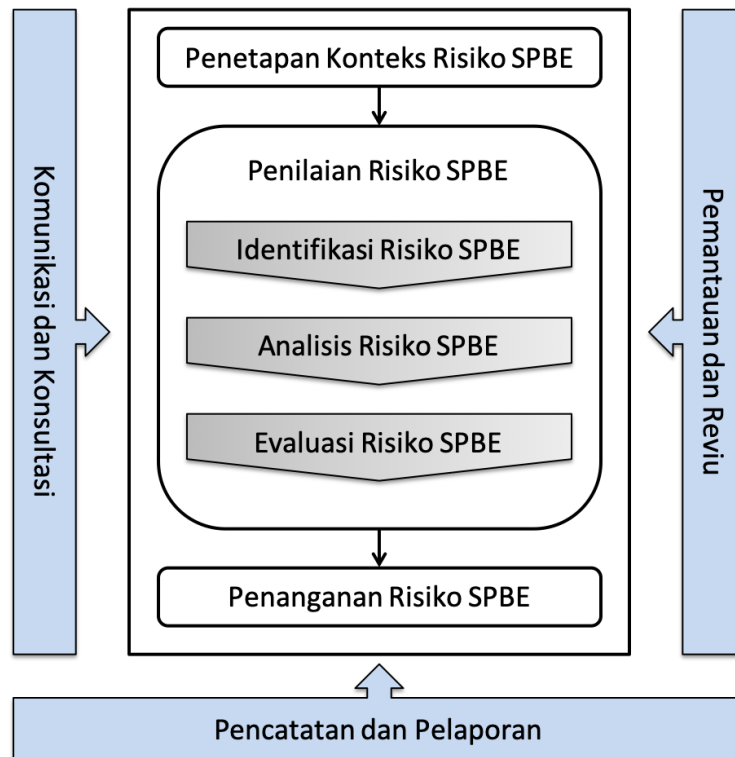 Penetapan Konteks Risiko SPBE
Penilaian Risiko SPBE
Identifikasi Risiko SPBE
Analisis Risiko SPBE
Evaluasi Risiko SPBE
Penanganan Risiko SPBE
Komunikasi dan Konsultasi
Pemantauan dan Reviu
Pencatatan dan Pelaporan